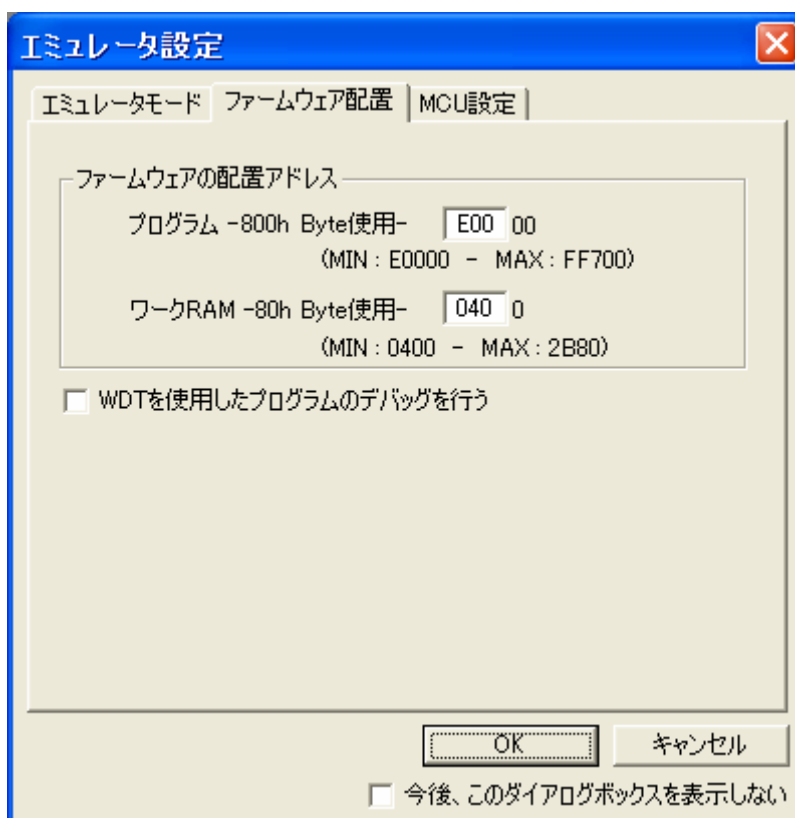 エミュレータ設定
エミュレータモード ファームウェア配置 MCU設定
ファームウェアの配置アドレス
プログラム -800h Byte使用- E00 00
(MIN : E0000 - MAX : FF700)
ワークRAM -80h Byte使用- 040 0
(MIN : 0400 - MAX : 2B80)
WDTを使用したプログラムのデバッグを行う
OK キャンセル
今後、このダイアログボックスを表示しない